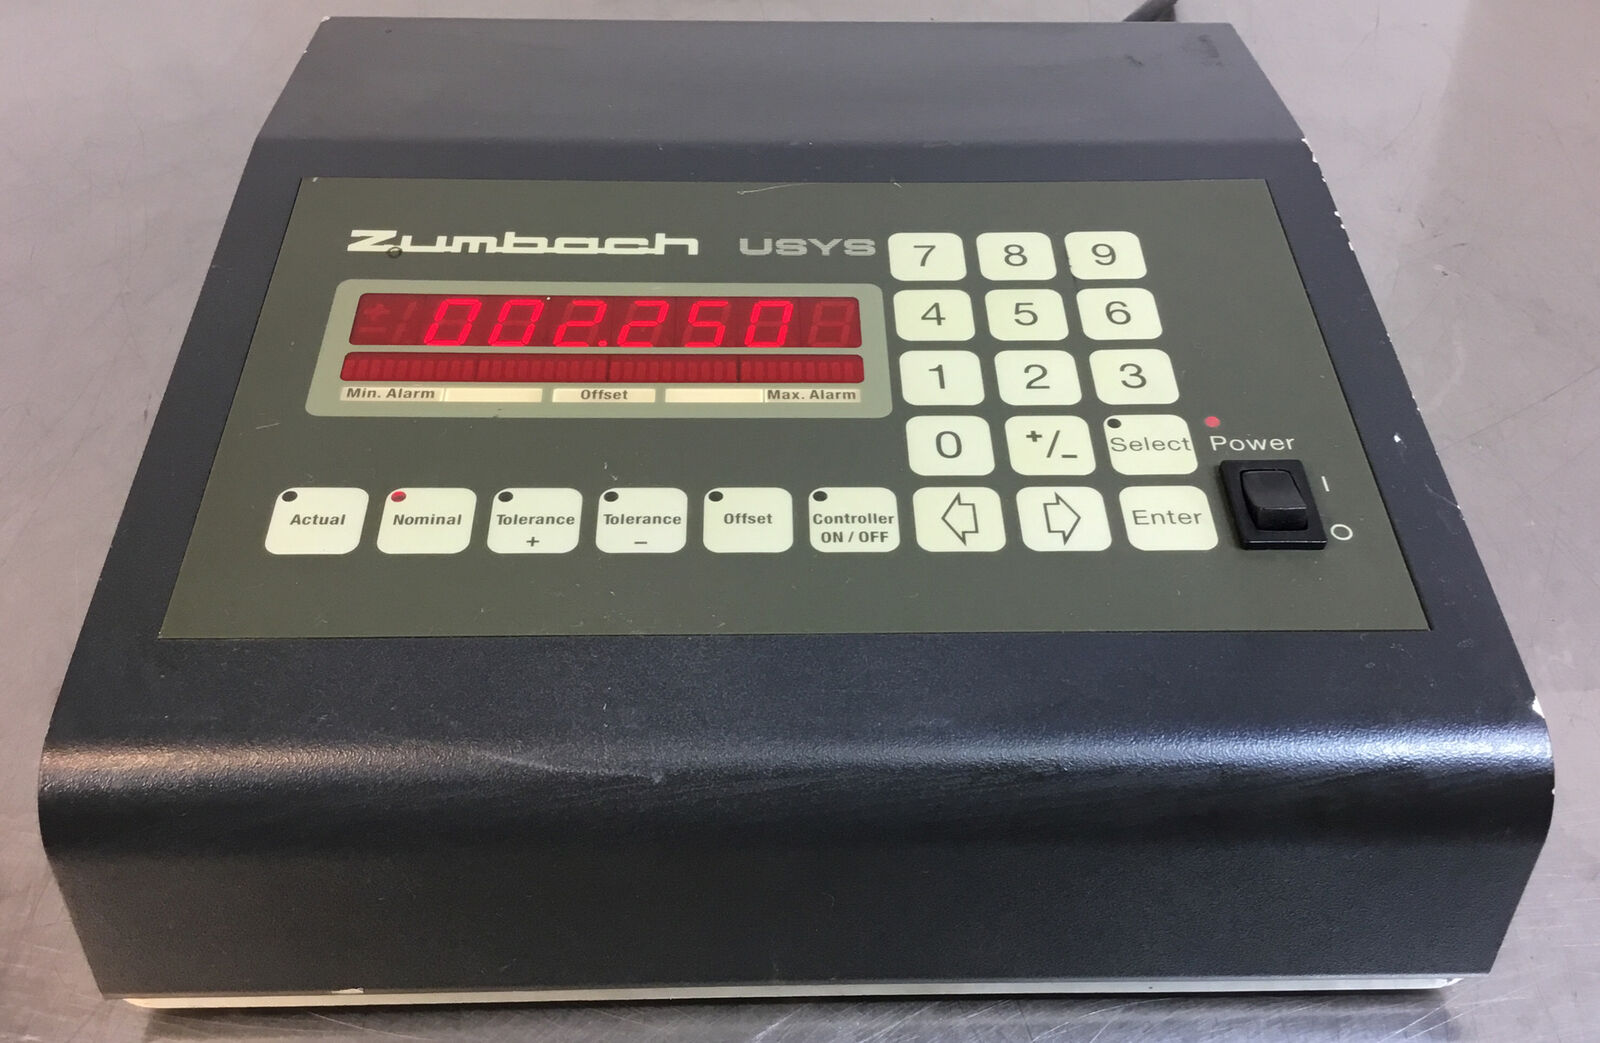 Zumbach USYS
002.250
Min. Alarm Offset Max. Alarm
7 8 9
4 5 6
1 2 3
0 +/- Select
Power
I
O
Actual
Nominal
Tolerance
+
Tolerance
-
Offset
Controller
ON / OFF
Enter